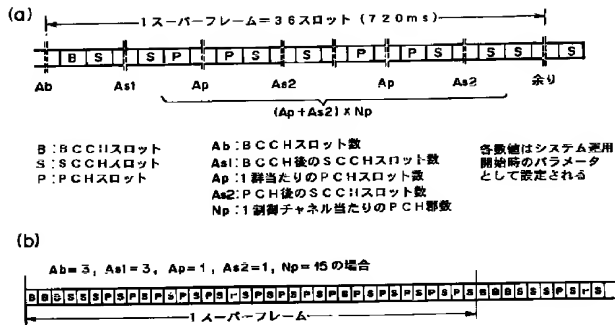 (a)
1スーパーフレーム=36スロット(720ms)
B S S P P S S P P S S S S
Ab As1 Ap As2 Ap As2 余り
(Ap+As2)×Np
B:BCCHスロット
S:SCCHスロット
P:PCHスロット
Ab:BCCHスロット数
As1:BCCH後のSCCHスロット数
Ap:1群当たりのPCHスロット数
As2:PCH後のSCCHスロット数
Np:1制御チャネル当たりのPCH郡数
各数値はシステム運用
開始時のパラメータ
として設定される
(b)
Ab=3, As1=3, Ap=1, As2=1, Np=15の場合
B B B S S S P S P S P S P S P S P S P S P S P S P S P S P S P S P S P S B B B S S S P S P S
1スーパーフレーム